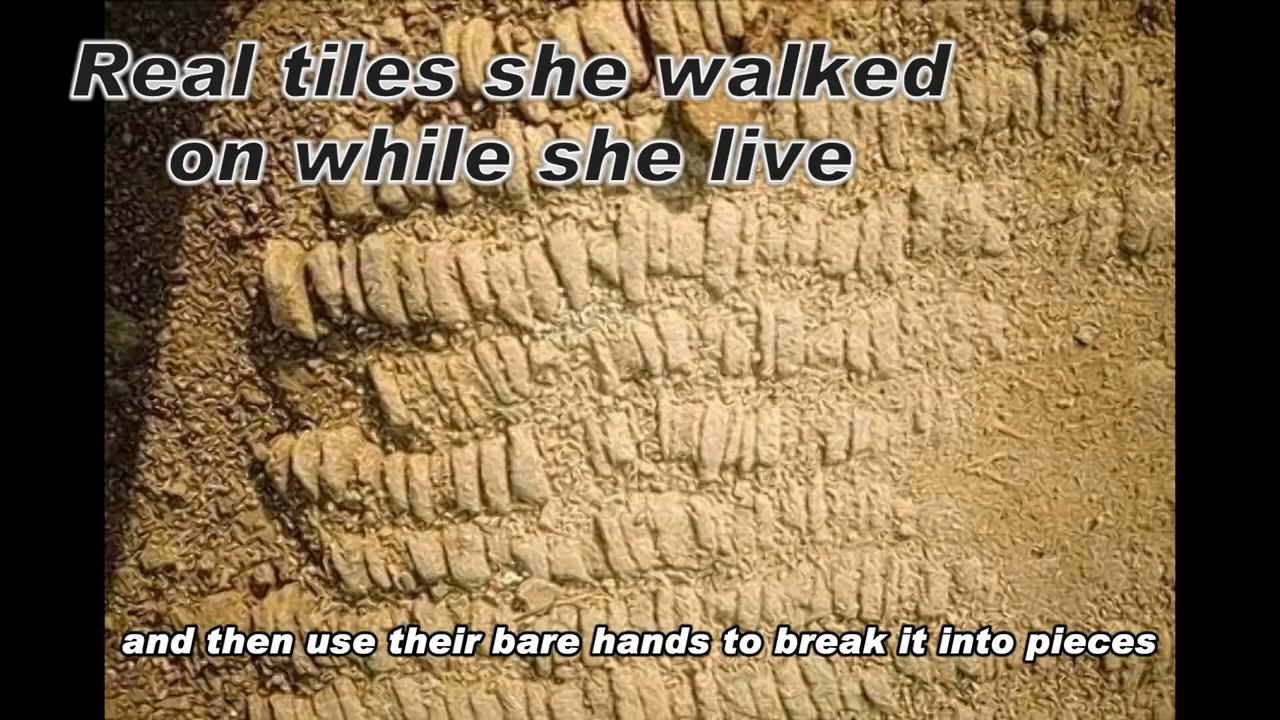 Real tiles she walked
on while she live
and then use their bare hands to break it into pieces